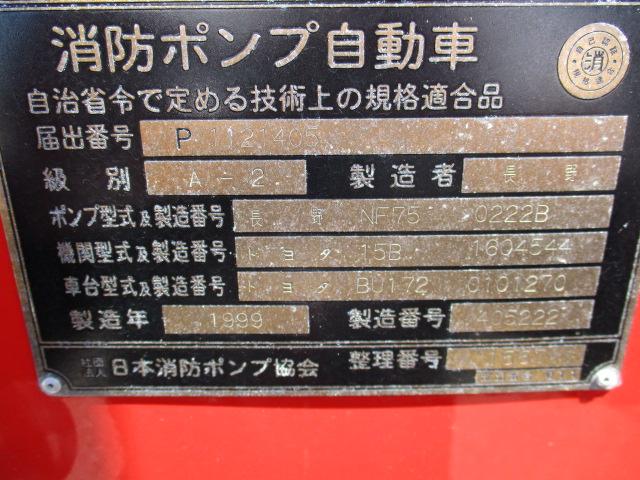 消防ポンプ自動車
自治省令で定める技術上の規格適合品
届出番号 P 1121405
級別 A-2 製造者 長野
ポンプ型式及製造番号 長野 NF75 0222B
機関型式及製造番号 トヨタ 15B 1604544
車台型式及製造番号 トヨタ BU172 0101270
製造年 1999 製造番号 405222
社団法人 日本消防ポンプ協会 整理番号